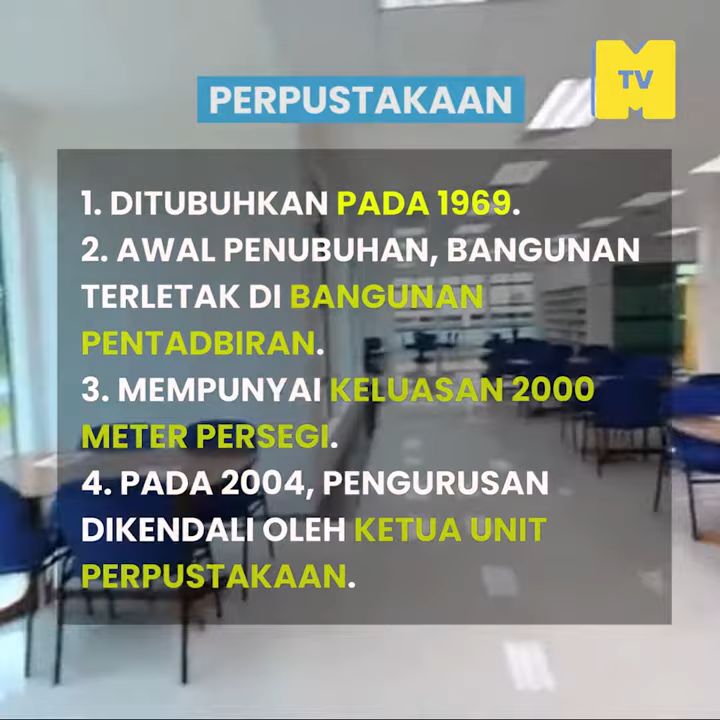 PERPUSTAKAAN
TV
M
1. DITUBUHKAN PADA 1969.
2. AWAL PENUBUHAN, BANGUNAN
TERLETAK DI BANGUNAN
PENTADBIRAN.
3. MEMPUNYAI KELUASAN 2000
METER PERSEGI.
4. PADA 2004, PENGURUSAN
DIKENDALI OLEH KETUA UNIT
PERPUSTAKAAN.